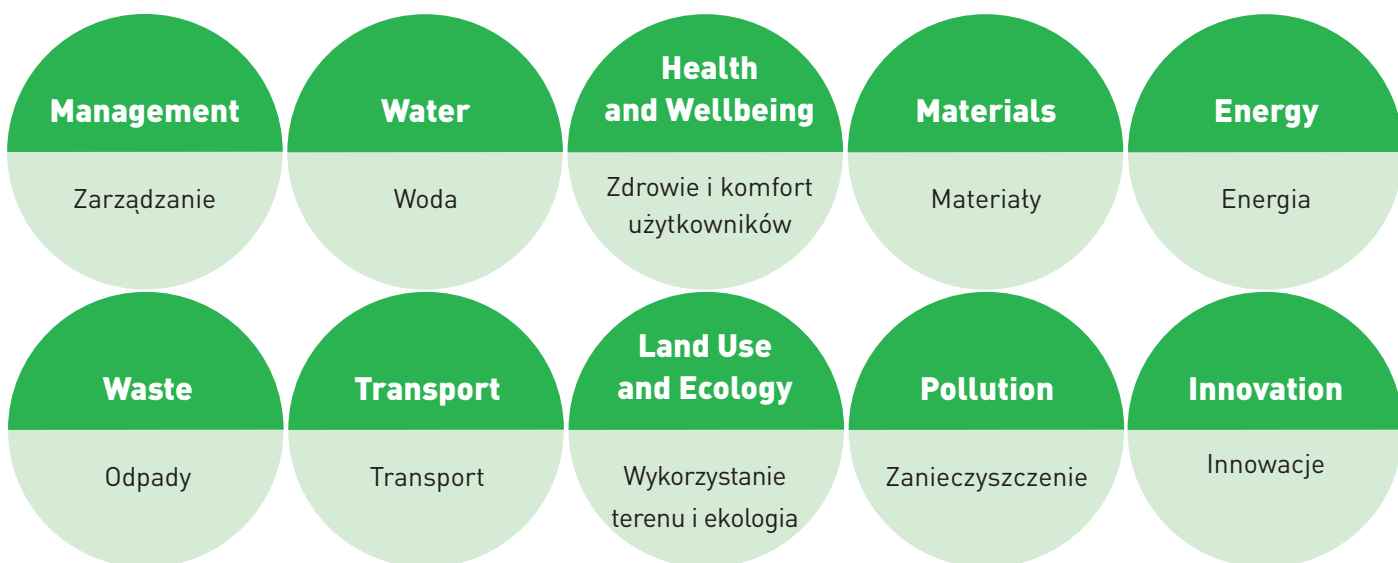 Management
Zarządzanie
Water
Woda
Health
and Wellbeing
Zdrowie i komfort
użytkowników
Materials
Materiały
Energy
Energia
Waste
Odpady
Transport
Transport
Land Use
and Ecology
Wykorzystanie
terenu i ekologia
Pollution
Zanieczyszczenie
Innovation
Innowacje